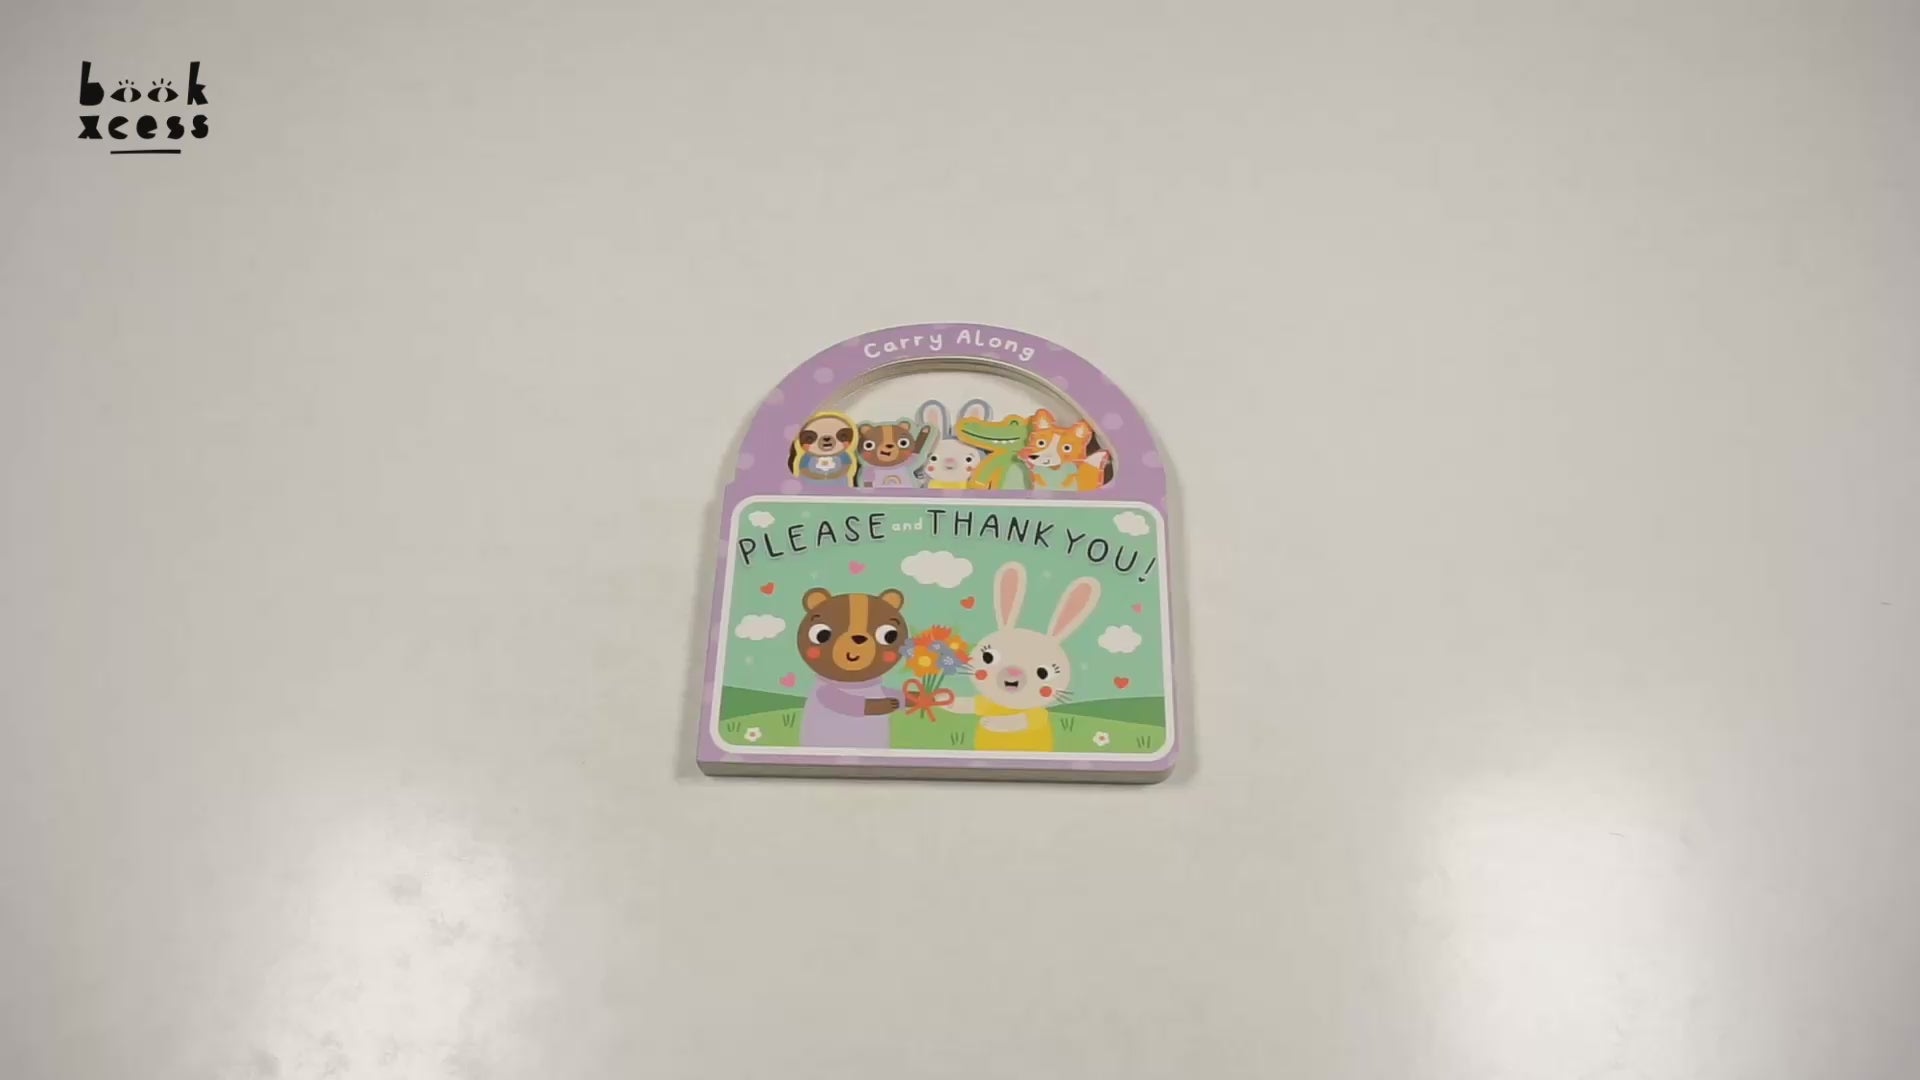 book
xcess
Carry Along
PLEASE and THANK YOU!